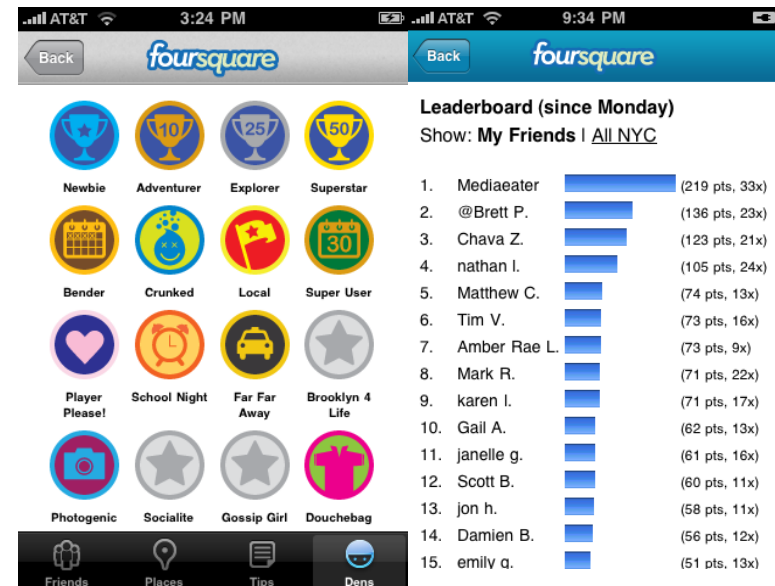 AT&T 3:24 PM
Back foursquare
10 25 50
Newbie Adventurer Explorer Superstar
30
Bender Crunked Local Super User
Player Please! School Night Far Far Away Brooklyn 4 Life
Photogenic Socialite Gossip Girl Douchebag
Friends Places Tips Dens
AT&T 9:34 PM
Back foursquare
Leaderboard (since Monday)
Show: My Friends | All NYC
1. Mediaeater (219 pts, 33x)
2. @Brett P. (136 pts, 23x)
3. Chava Z. (123 pts, 21x)
4. nathan l. (105 pts, 24x)
5. Matthew C. (74 pts, 13x)
6. Tim V. (73 pts, 16x)
7. Amber Rae L. (73 pts, 9x)
8. Mark R. (71 pts, 22x)
9. karen l. (71 pts, 17x)
10. Gail A. (62 pts, 13x)
11. janelle g. (61 pts, 16x)
12. Scott B. (60 pts, 11x)
13. jon h. (58 pts, 11x)
14. Damien B. (56 pts, 12x)
15. emily g. (51 pts, 13x)